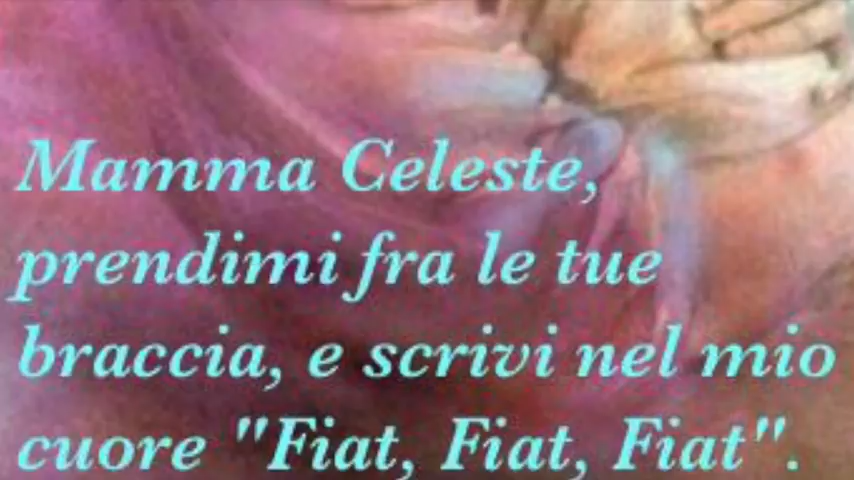 Mamma Celeste,
prendimi fra le tue
braccia, e scrivi nel mio
cuore "Fiat, Fiat, Fiat".